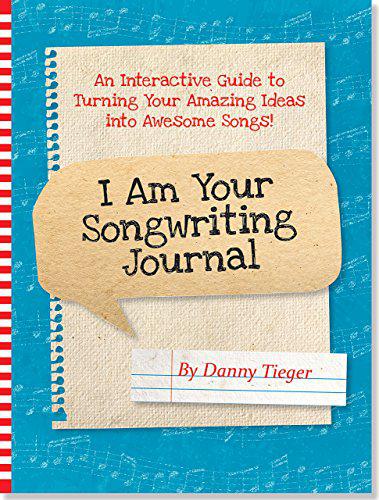 An Interactive Guide to
Turning Your Amazing Ideas
into Awesome Songs!
I Am Your
Songwriting
Journal
By Danny Tieger